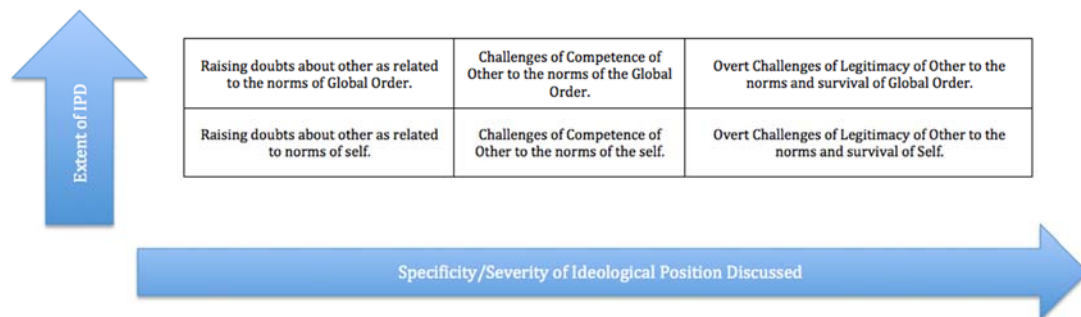 Extent of IPD
Raising doubts about other as related
to the norms of Global Order.
Challenges of Competence of
Other to the norms of the Global
Order.
Overt Challenges of Legitimacy of Other to the
norms and survival of Global Order.
Raising doubts about other as related
to norms of self.
Challenges of Competence of
Other to the norms of the self.
Overt Challenges of Legitimacy of Other to the
norms and survival of Self.
Specificity/Severity of Ideological Position Discussed